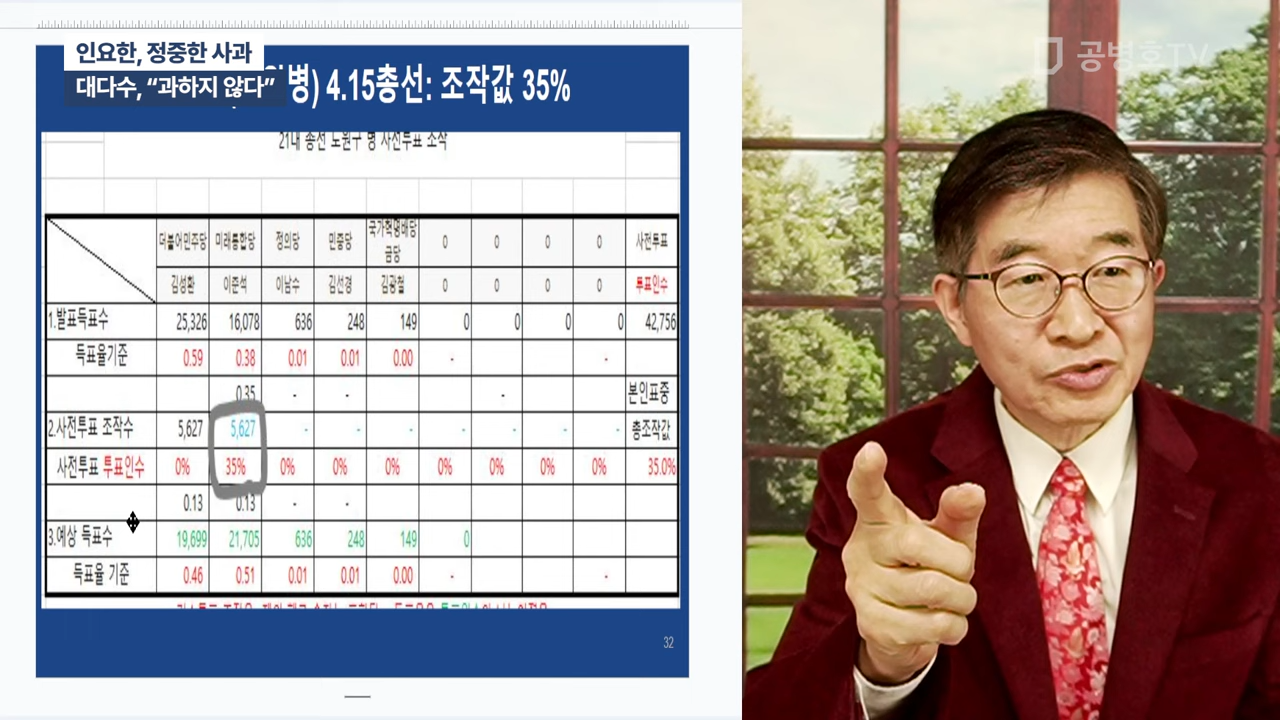 인요한, 정중한 사과
대다수, “과하지 않다”
병) 4.15총선: 조작값 35%
공병호TV
21대 총선 노원구 병 사전투표 조작
더불어민주당 미래통합당 정의당 민중당 국가혁명배당금당 0 0 0 0 사전투표
김성환 이준석 이남수 김선경 김광철 0 0 0 0 투표인수
1.발표득표수 25,326 16,078 636 248 149 0 0 0 0 42,756
득표율기준 0.59 0.38 0.01 0.01 0.00 - -
0.35 - - - 본인표중
2.사전투표 조작수 5,627 5,627 - - - - - - - 총조작값
사전투표 투표인수 0% 35% 0% 0% 0% 0% 0% 0% 0% 35.0%
0.13 0.13 - -
3.예상 득표수 19,699 21,705 636 248 149 0
득표율 기준 0.46 0.51 0.01 0.01 0.00 - -
32